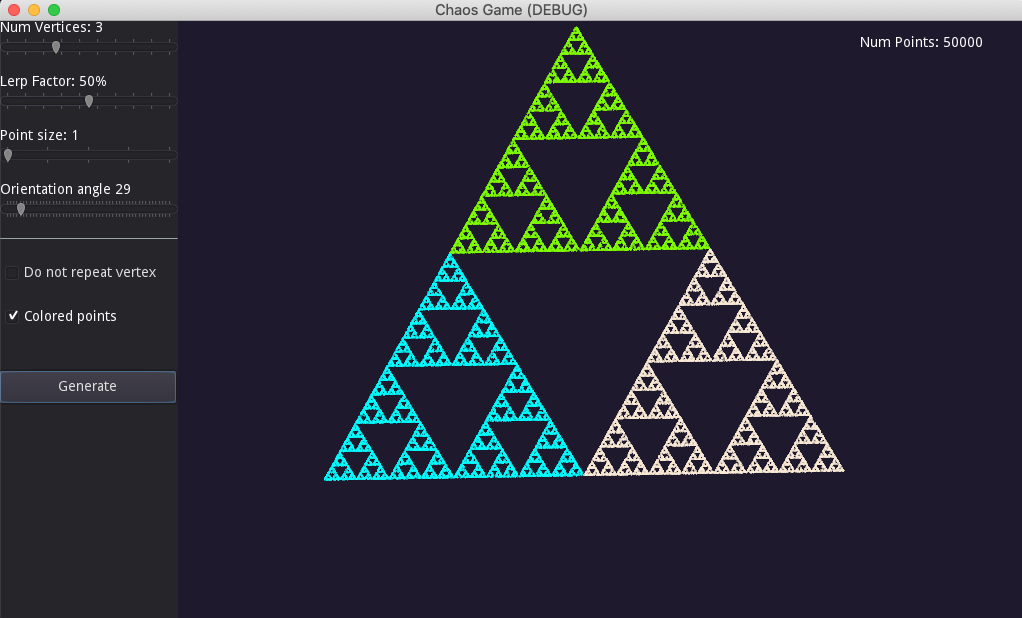 Chaos Game (DEBUG)
Num Vertices: 3
Num Points: 50000
Lerp Factor: 50%
Point size: 1
Orientation angle 29
Do not repeat vertex
Colored points
Generate